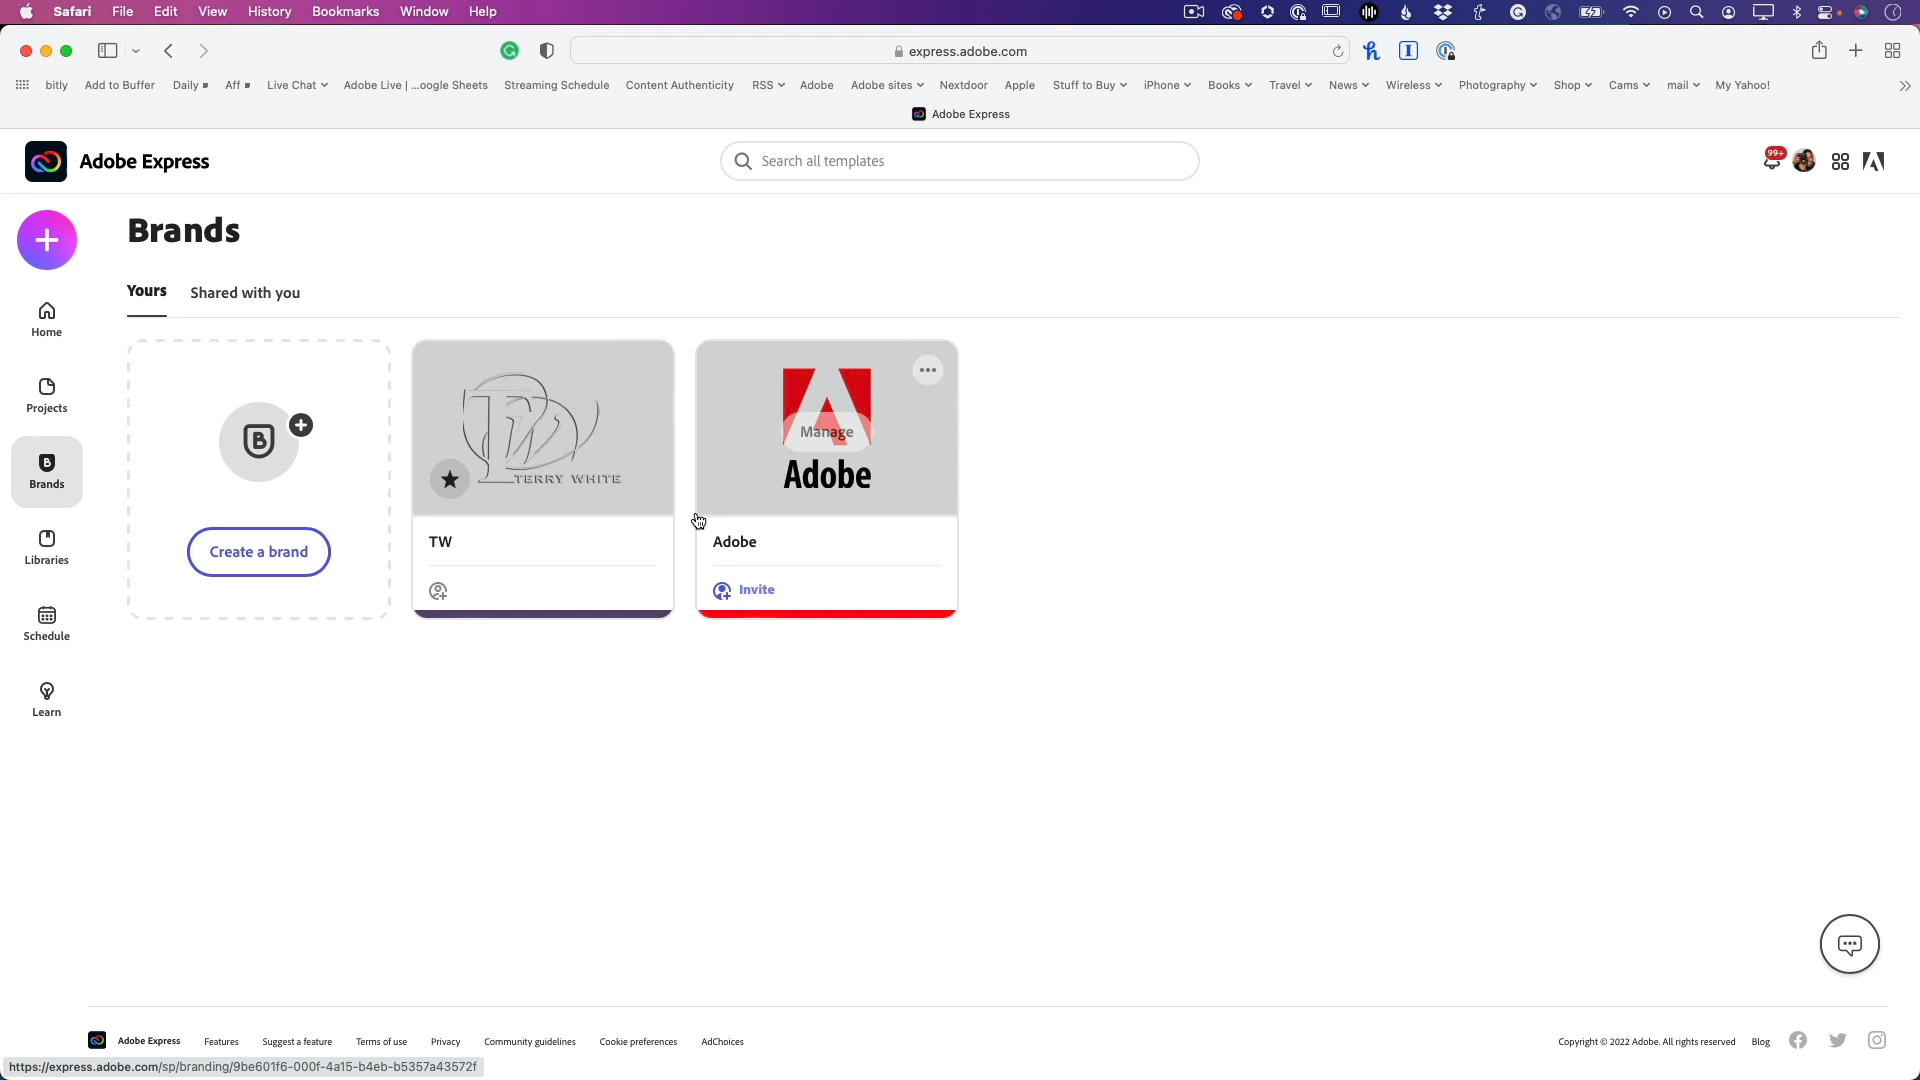 Safari File Edit View History Bookmarks Window Help
express.adobe.com
bitly Add to Buffer Daily Aff Live Chat Adobe Live | ...oogle Sheets Streaming Schedule Content Authenticity RSS Adobe Adobe sites Nextdoor Apple Stuff to Buy iPhone Books Travel News Wireless Photography Shop Cams mail My Yahoo!
Adobe Express
Adobe Express
Search all templates
99+
Brands
Yours Shared with you
Home
Projects
Brands
Libraries
Schedule
Learn
B
Create a brand
TW
TERRY WHITE
TW
Manage
Adobe
Adobe
Invite
Adobe Express Features Suggest a feature Terms of use Privacy Community guidelines Cookie preferences AdChoices
Copyright © 2022 Adobe. All rights reserved Blog
https://express.adobe.com/sp/branding/9be601f6-000f-4a15-b4eb-b5357a43572f